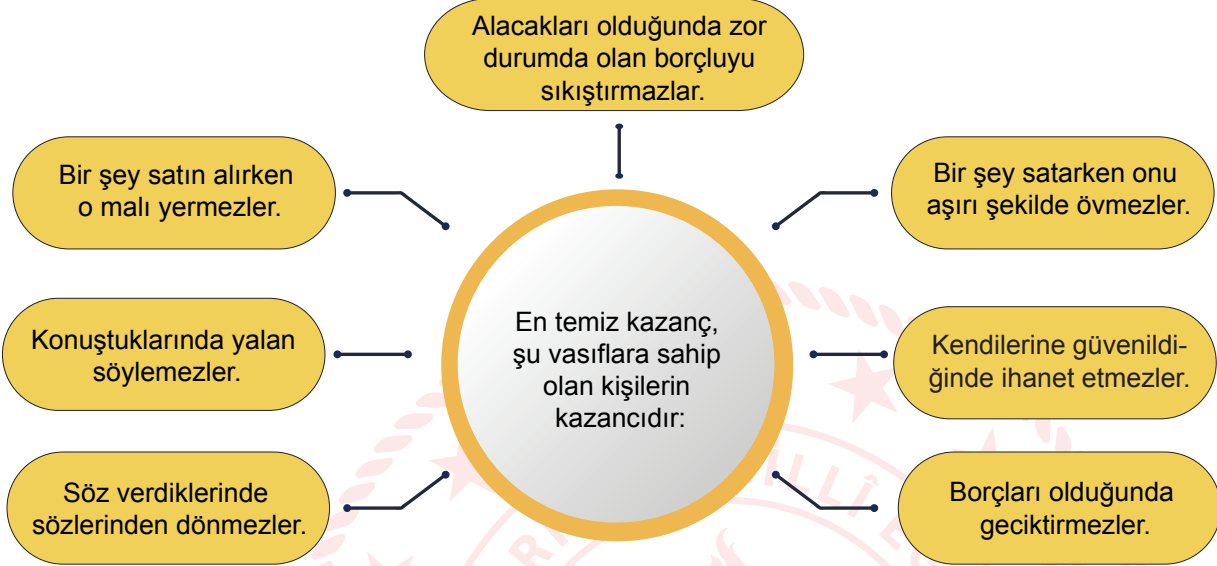 Alacakları olduğunda zor
durumda olan borçluyu
sıkıştırmazlar.
Bir şey satın alırken
o malı yermezler.
Bir şey satarken onu
aşırı şekilde övmezler.
En temiz kazanç,
şu vasıflara sahip
olan kişilerin
kazancıdır:
Konuştuklarında yalan
söylemezler.
Kendilerine güvenildi-
ğinde ihanet etmezler.
Söz verdiklerinde
sözlerinden dönmezler.
Borçları olduğunda
geciktirmezler.
MİLLÎ